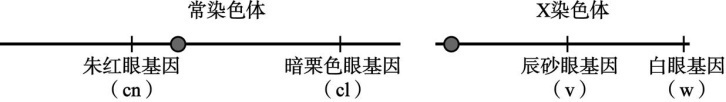 常染色体 X染色体
朱红眼基因 暗栗色眼基因 辰砂眼基因 白眼基因
（cn） （cl） （v） （w）